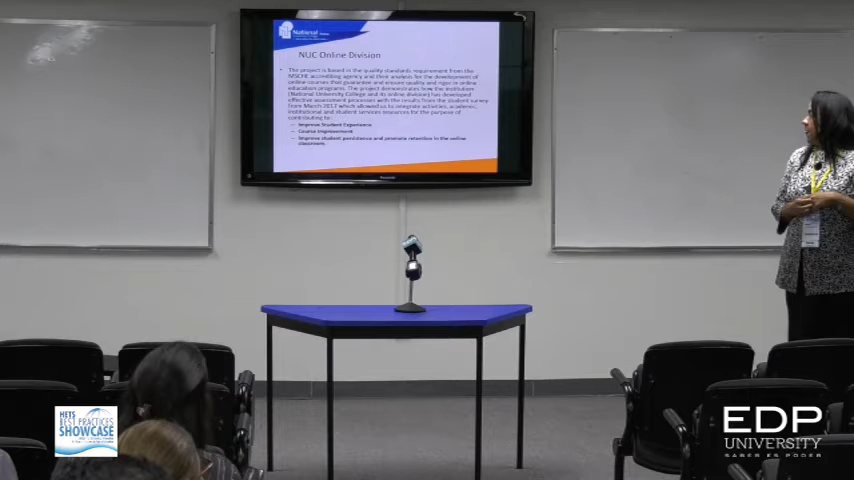 National
NUC Online Division
• The project is based in the quality standards requirement from the
MSCHE accrediting agency and their analysis for the development of
online courses that guarantee and ensure quality and rigor in online
education programs. The project demonstrates how the institution
(National University College and its online division) has developed
effective assessment processes with the results from the student survey
from March 2017 which allowed us to integrate activities, academic,
institutional and student services resources for the purpose of
contributing to:
– Improve Student Experience
– Course Improvement
– Improve student persistence and promote retention in the online
classroom.
HETS
BEST PRACTICES
SHOWCASE
EDP
UNIVERSITY
SABER ES PODER